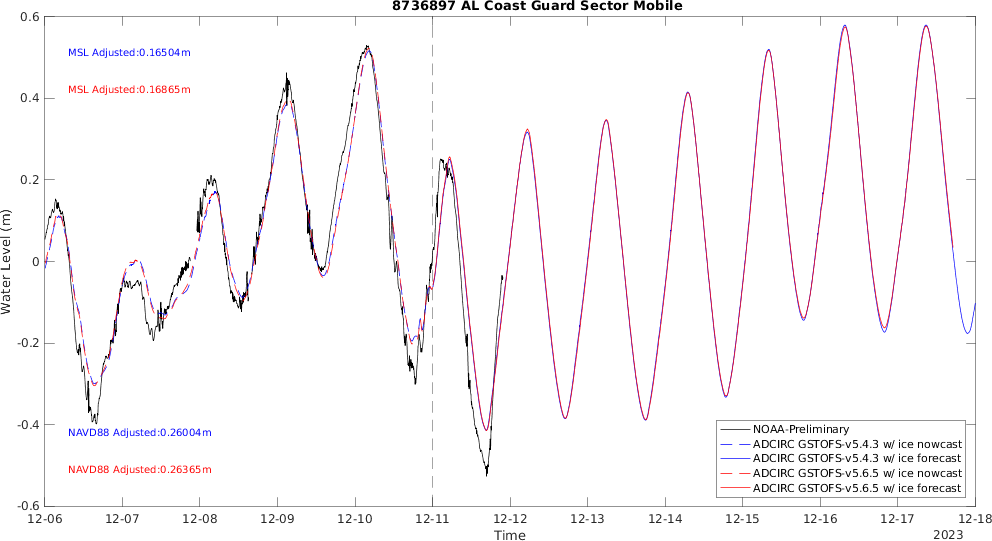 8736897 AL Coast Guard Sector Mobile
0.6
0.4
0.2
0
-0.2
-0.4
-0.6
Water Level (m)
MSL Adjusted:0.16504m
MSL Adjusted:0.16865m
NAVD88 Adjusted:0.26004m
NAVD88 Adjusted:0.26365m
NOAA-Preliminary
ADCIRC GSTOFS-v5.4.3 w/ ice nowcast
ADCIRC GSTOFS-v5.4.3 w/ ice forecast
ADCIRC GSTOFS-v5.6.5 w/ ice nowcast
ADCIRC GSTOFS-v5.6.5 w/ ice forecast
12-06 12-07 12-08 12-09 12-10 12-11 12-12 12-13 12-14 12-15 12-16 12-17 12-18
Time
2023